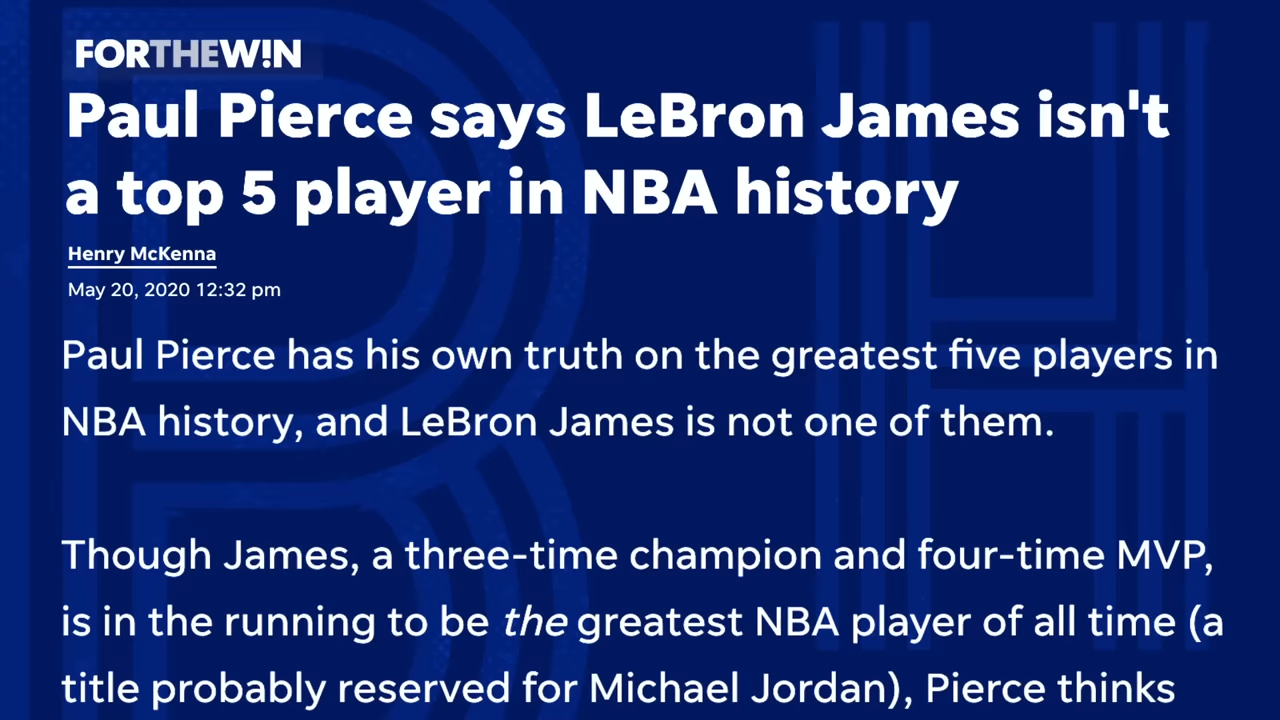 FORTHEW!N
Paul Pierce says LeBron James isn't
a top 5 player in NBA history
Henry McKenna
May 20, 2020 12:32 pm
Paul Pierce has his own truth on the greatest five players in
NBA history, and LeBron James is not one of them.
Though James, a three-time champion and four-time MVP,
is in the running to be the greatest NBA player of all time (a
title probably reserved for Michael Jordan), Pierce thinks